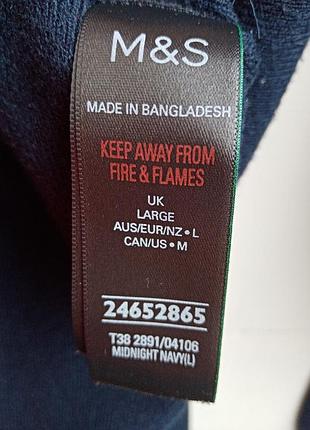 M&S
MADE IN BANGLADESH
KEEP AWAY FROM
FIRE & FLAMES
UK
LARGE
AUS/EUR/NZ • L
CAN/US • M
24652865
T38 2891/04106
MIDNIGHT NAVY(L)